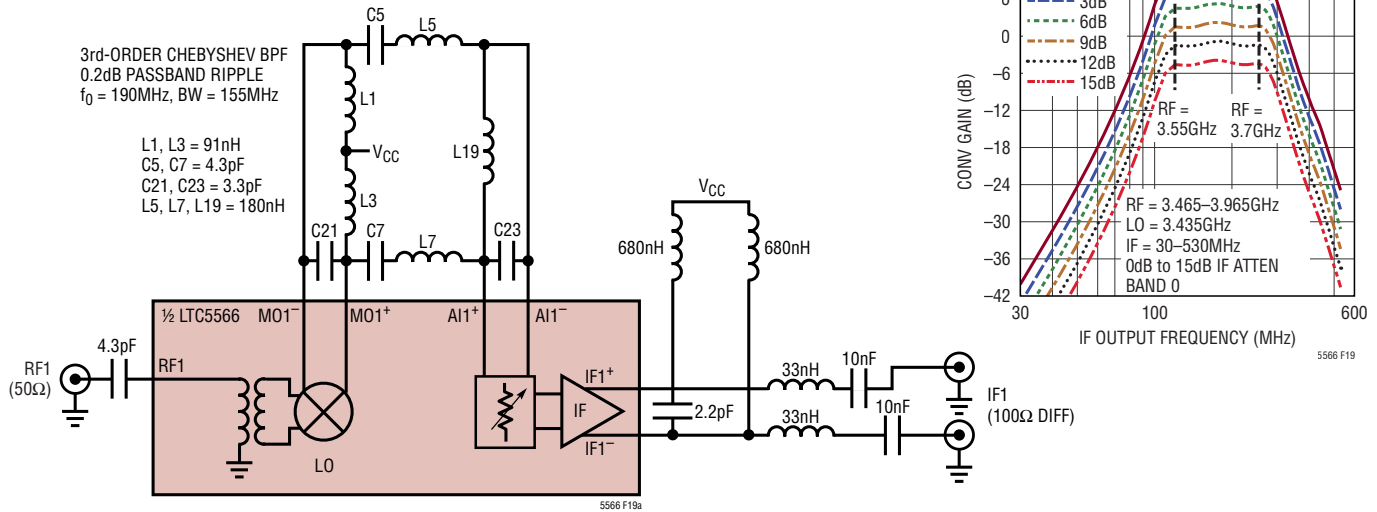 3rd-ORDER CHEBYSHEV BPF
0.2dB PASSBAND RIPPLE
f0 = 190MHz, BW = 155MHz
L1, L3 = 91nH
C5, C7 = 4.3pF
C21, C23 = 3.3pF
L5, L7, L19 = 180nH
C5
L5
L1
VCC
L19
L3
C21
C7
L7
C23
VCC
680nH
680nH
½ LTC5566
MO1–
MO1+
AI1+
AI1–
4.3pF
RF1
(50Ω)
RF1
LO
IF
IF1+
IF1–
2.2pF
33nH
10nF
33nH
10nF
IF1
(100Ω DIFF)
5566 F19a
3dB
6dB
9dB
12dB
15dB
CONV GAIN (dB)
0
–6
–12
–18
–24
–30
–36
–42
RF =
3.55GHz
RF =
3.7GHz
RF = 3.465–3.965GHz
LO = 3.435GHz
IF = 30–530MHz
0dB to 15dB IF ATTEN
BAND 0
30
100
600
IF OUTPUT FREQUENCY (MHz)
5566 F19